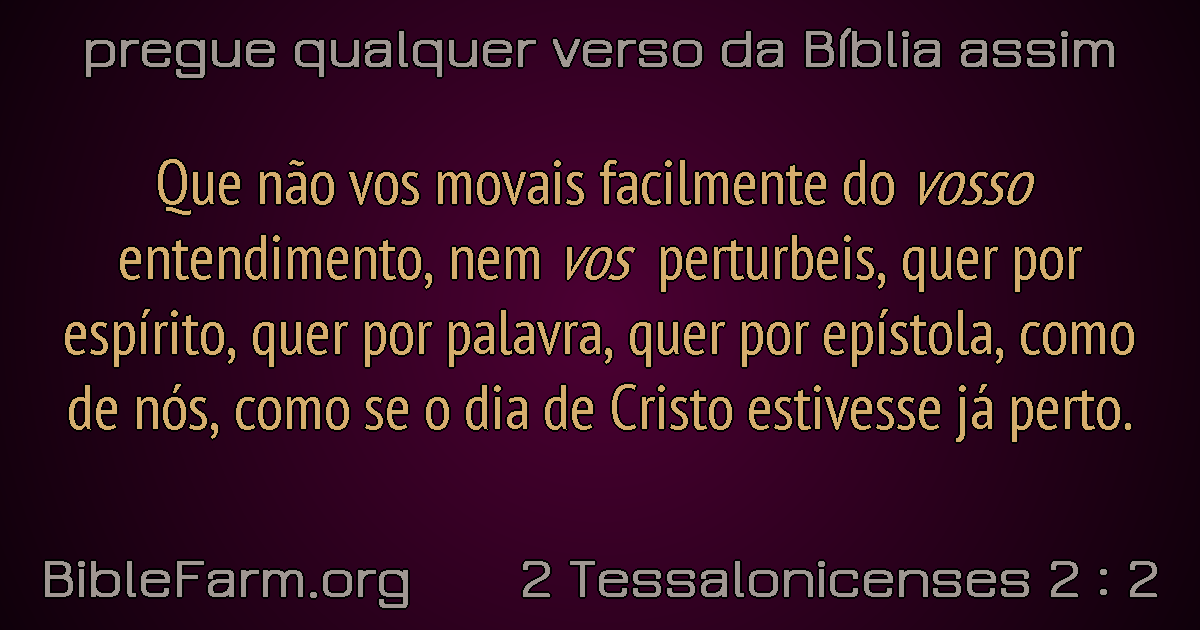 pregue qualquer verso da Bíblia assim
Que não vos movais facilmente do vosso
entendimento, nem vos perturbeis, quer por
espírito, quer por palavra, quer por epístola, como
de nós, como se o dia de Cristo estivesse já perto.
BibleFarm.org 2 Tessalonicenses 2 : 2